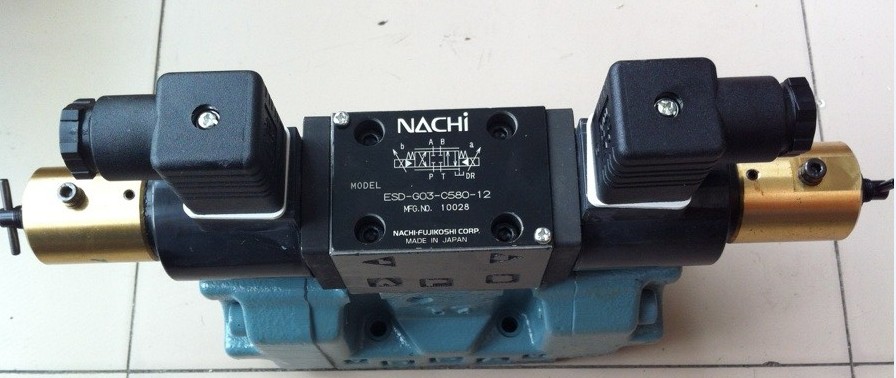 NACHi
A B
b a
P T DR
MODEL
ESD-G03-C580-12
MFG.NO. 10028
NACHI-FUJIKOSHI CORP.
MADE IN JAPAN